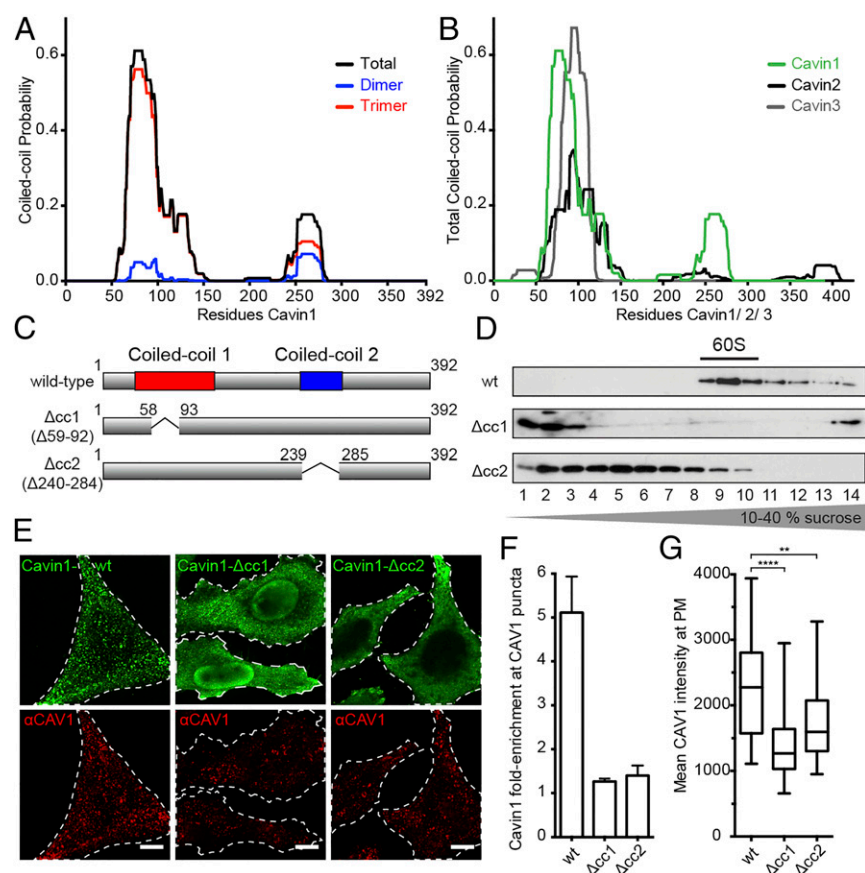 A
Coiled-coil Probability
0.6
0.4
0.2
0.0
Total
Dimer
Trimer
0 50 100 150 200 250 300 350 392
Residues Cavin1
B
Total Coiled-coil Probability
0.6
0.4
0.2
0.0
Cavin1
Cavin2
Cavin3
0 50 100 150 200 250 300 350 400
Residues Cavin1/ 2/ 3
C
Coiled-coil 1 Coiled-coil 2
1 392
wild-type
1 58 93 392
Δcc1
(Δ59-92)
1 239 285 392
Δcc2
(Δ240-284)
D
60S
wt
Δcc1
Δcc2
1 2 3 4 5 6 7 8 9 10 11 12 13 14
10-40 % sucrose
E
Cavin1- wt
Cavin1-Δcc1
Cavin1-Δcc2
αCAV1
αCAV1
αCAV1
F
Cavin1 fold-enrichment at CAV1 puncta
6
5
4
3
2
1
0
wt
Δcc1
Δcc2
G
Mean CAV1 intensity at PM
**
****
4000
3000
2000
1000
0
wt
Δcc1
Δcc2